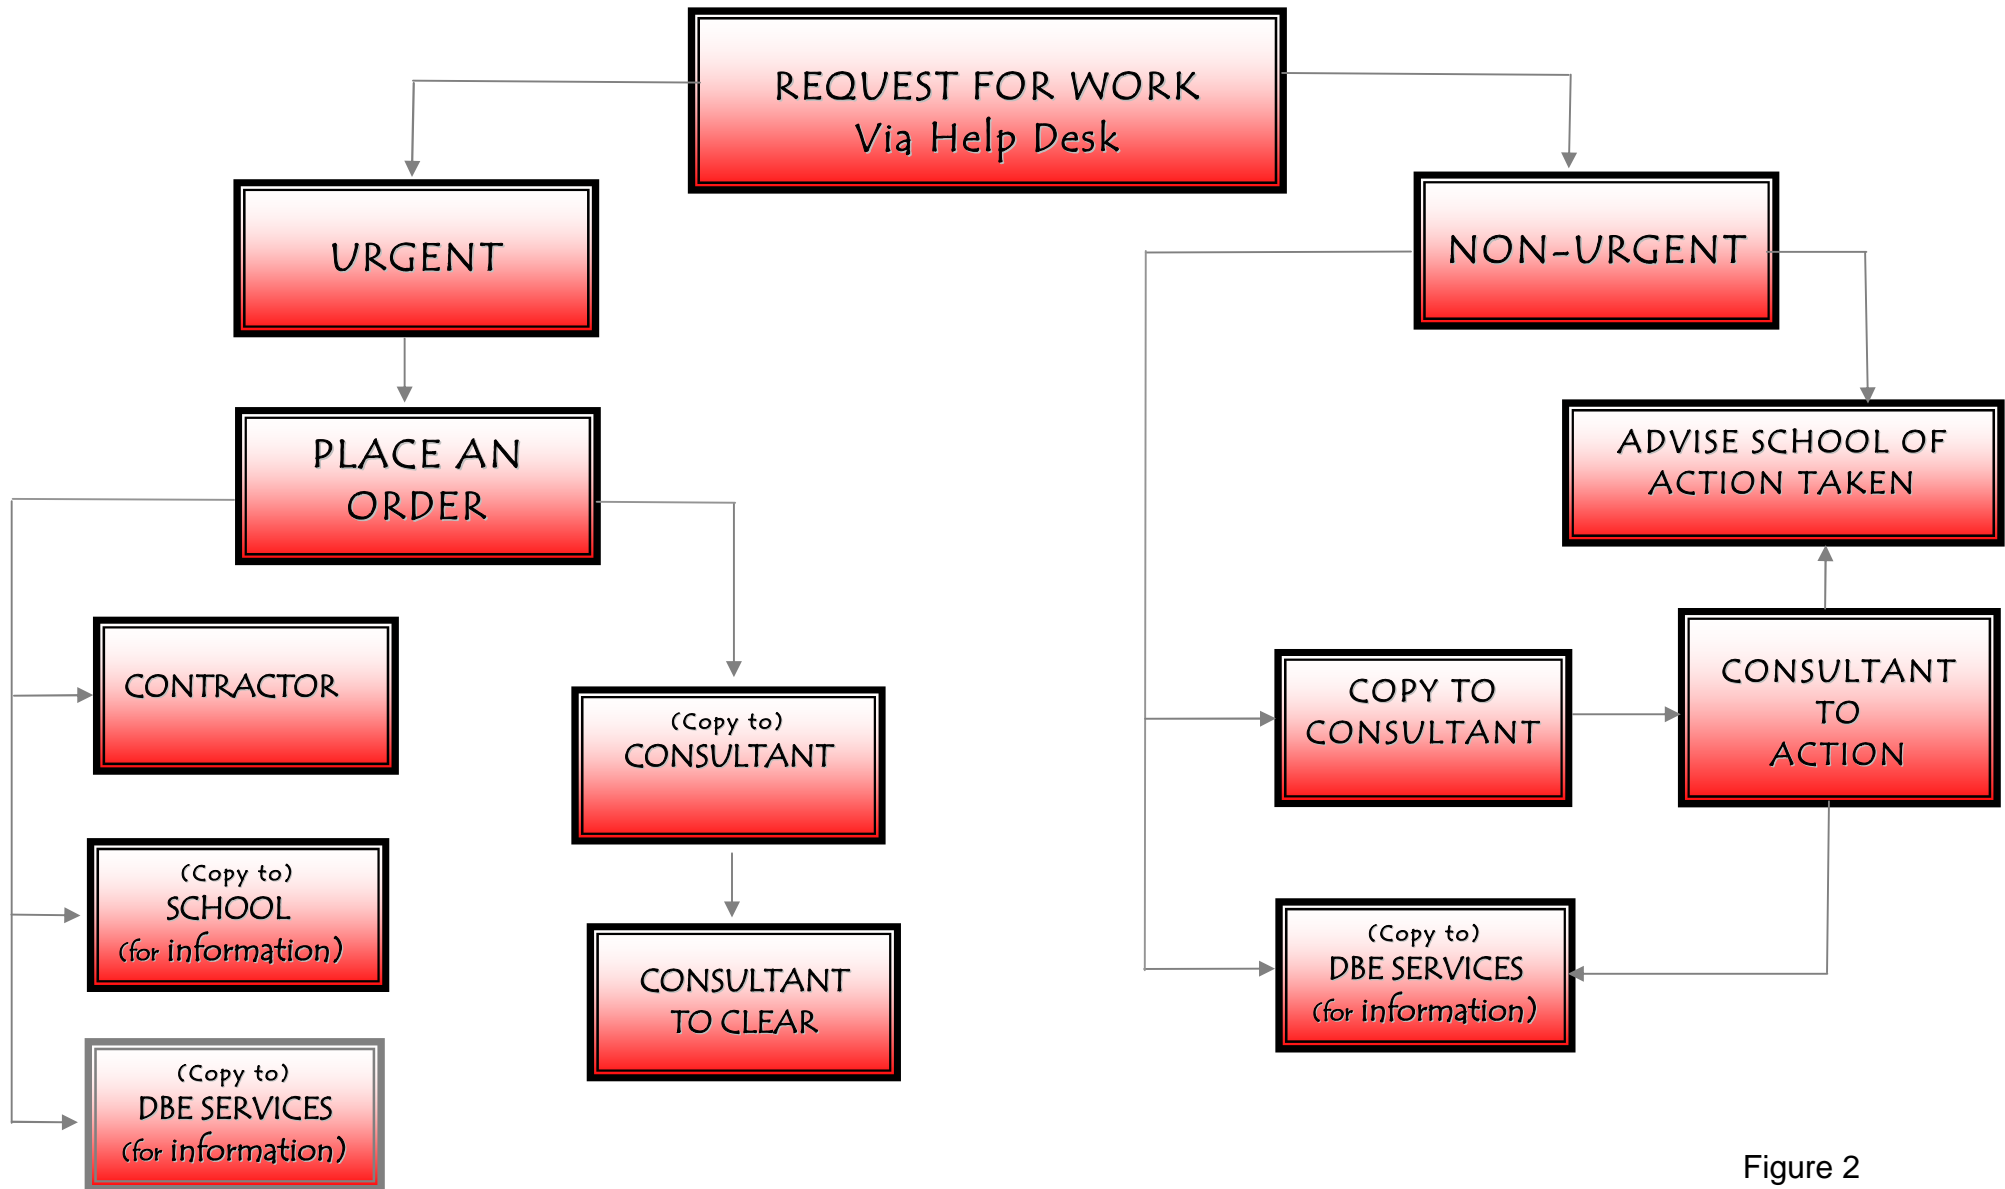 REQUEST FOR WORK
Via Help Desk
URGENT
NON-URGENT
PLACE AN
ORDER
ADVISE SCHOOL OF
ACTION TAKEN
CONTRACTOR
(Copy to)
CONSULTANT
COPY TO
CONSULTANT
CONSULTANT
TO
ACTION
(Copy to)
SCHOOL
(for information)
CONSULTANT
TO CLEAR
(Copy to)
DBE SERVICES
(for information)
(Copy to)
DBE SERVICES
(for information)
Figure 2